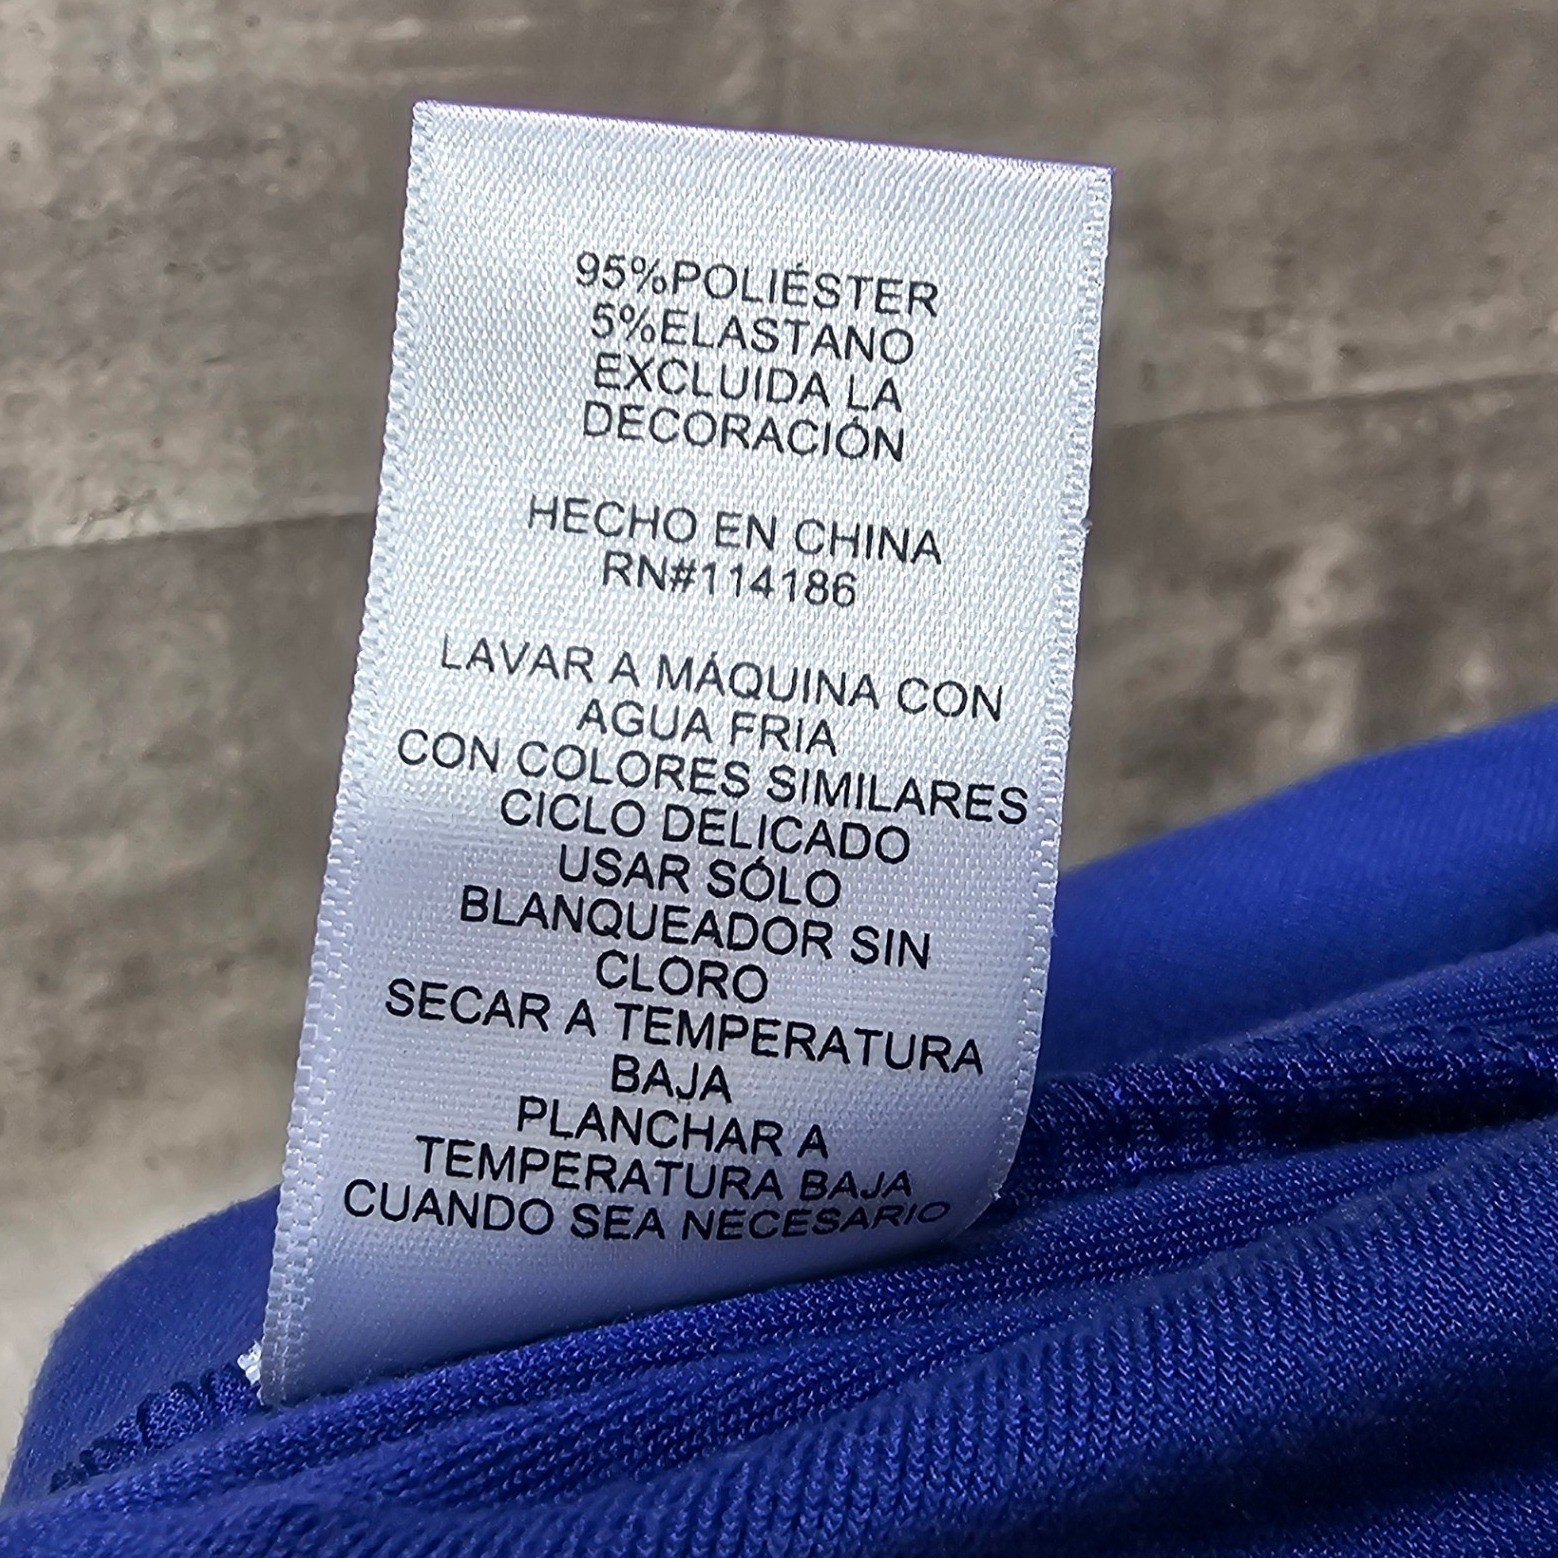 95%POLIÉSTER
5%ELASTANO
EXCLUIDA LA
DECORACIÓN
HECHO EN CHINA
RN#114186
LAVAR A MÁQUINA CON
AGUA FRIA
CON COLORES SIMILARES
CICLO DELICADO
USAR SÓLO
BLANQUEADOR SIN
CLORO
SECAR A TEMPERATURA
BAJA
PLANCHAR A
TEMPERATURA BAJA
CUANDO SEA NECESARIO